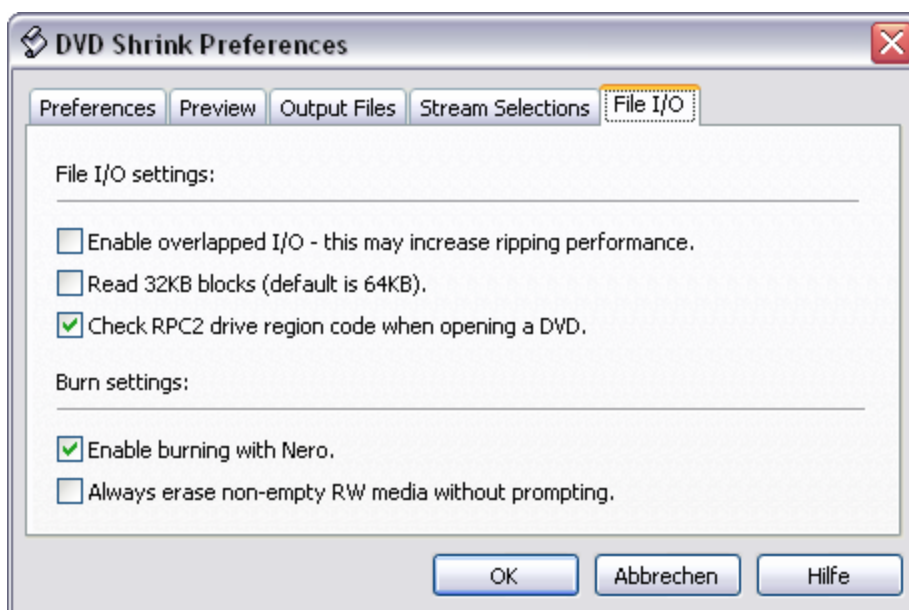 DVD Shrink Preferences
Preferences Preview Output Files Stream Selections File I/O
File I/O settings:
Enable overlapped I/O - this may increase ripping performance.
Read 32KB blocks (default is 64KB).
Check RPC2 drive region code when opening a DVD.
Burn settings:
Enable burning with Nero.
Always erase non-empty RW media without prompting.
OK Abbrechen Hilfe